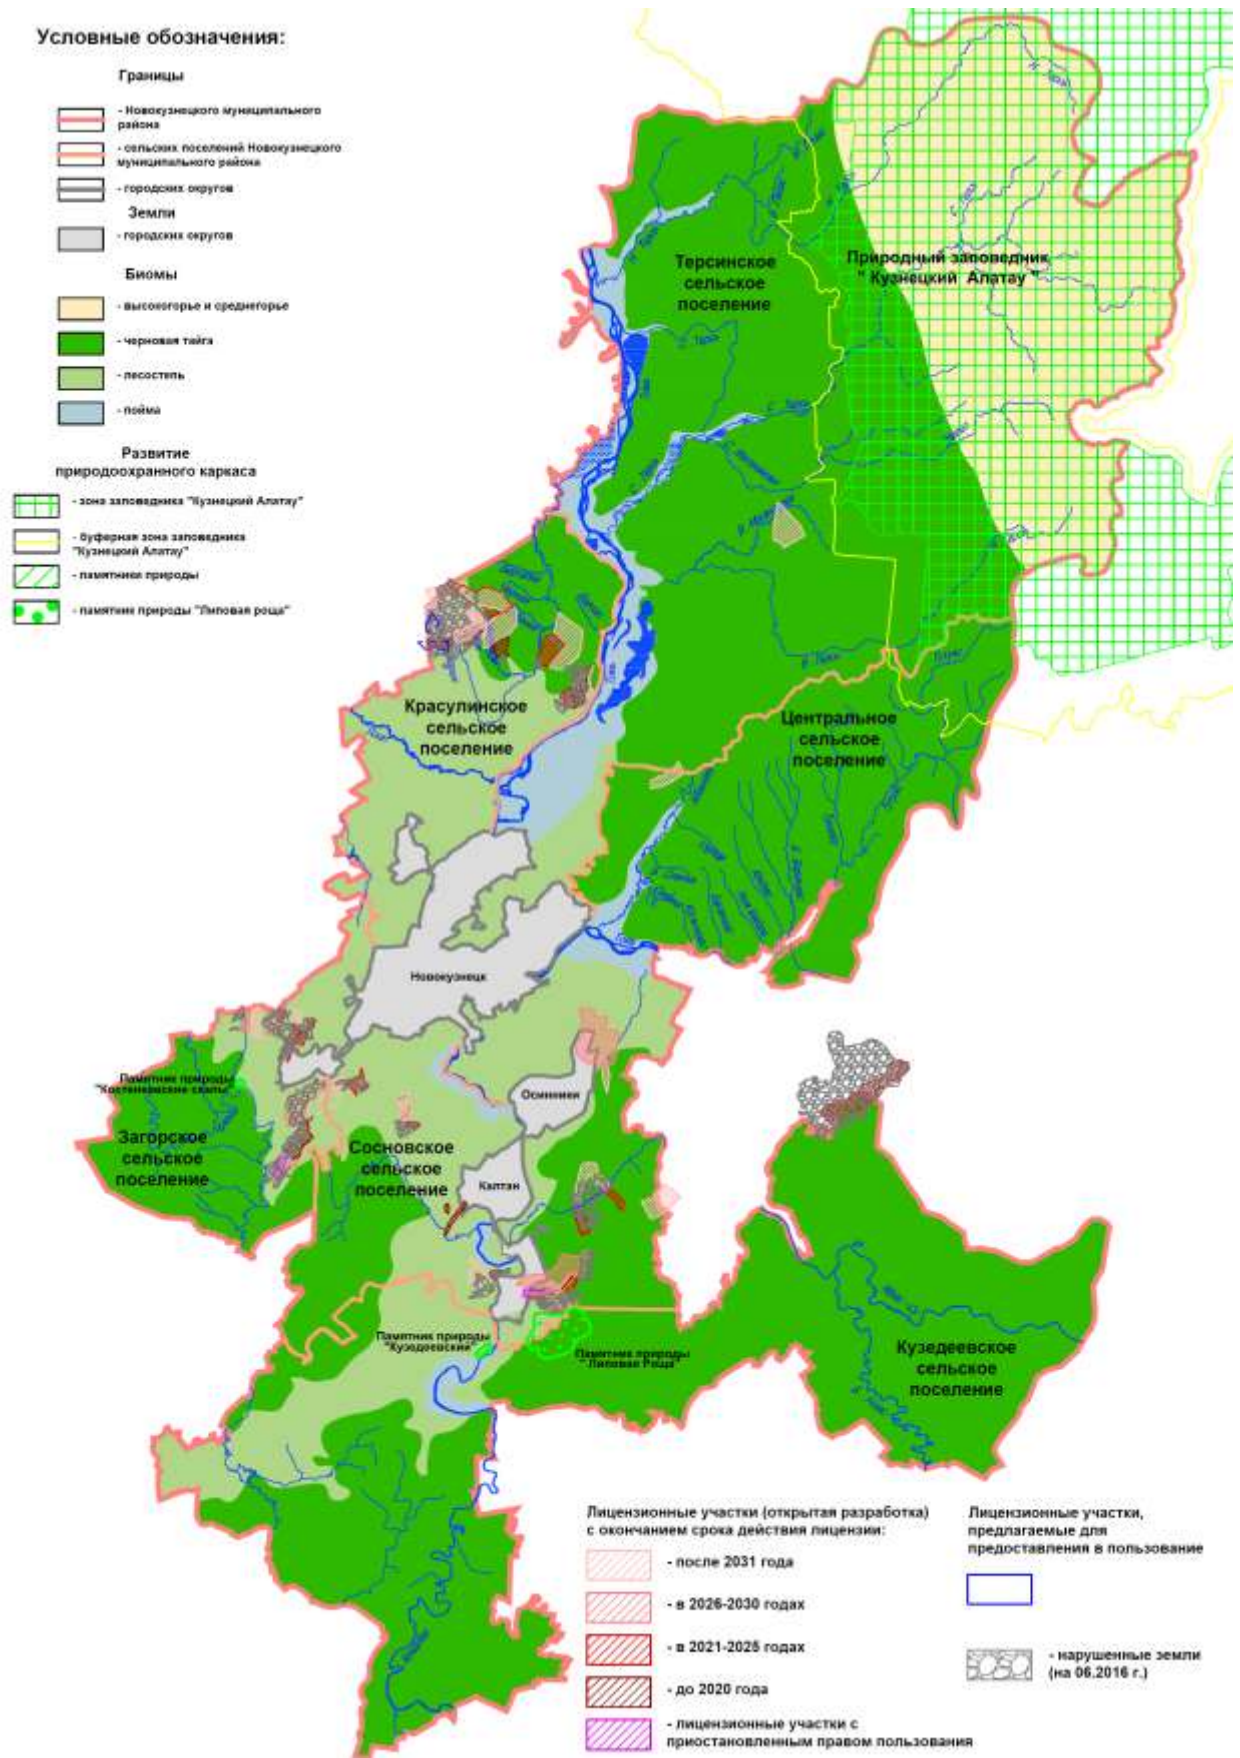 Условные обозначения:
Границы
- Новокузнецкого муниципального
района
- сельских поселений Новокузнецкого
муниципального района
- городских округов
Земли
- городских округов
Биомы
- высокогорье и среднегорье
- черновая тайга
- лесостепь
- пойма
Развитие
природоохранного каркаса
- зона заповедника "Кузнецкий Алатау"
- буферная зона заповедника
"Кузнецкий Алатау"
- памятники природы
- памятник природы "Липовая роща"
Терсинское
сельское
поселение
Природный заповедник
" Кузнецкий Алатау "
Красулинское
сельское
поселение
Центральное
сельское
поселение
Новокузнецк
Памятник природы
"Костенковские скалы"
Осинники
Загорское
сельское
поселение
Сосновское
сельское
поселение
Калтан
Памятник природы
"Кузедеевский"
Памятник природы
"Липовая Роща"
Кузедеевское
сельское
поселение
Лицензионные участки (открытая разработка)
с окончанием срока действия лицензии:
- после 2031 года
- в 2026-2030 годах
- в 2021-2025 годах
- до 2020 года
- лицензионные участки с
приостановленным правом пользования
Лицензионные участки,
предлагаемые для
предоставления в пользование
- нарушенные земли
(на 06.2016 г.)